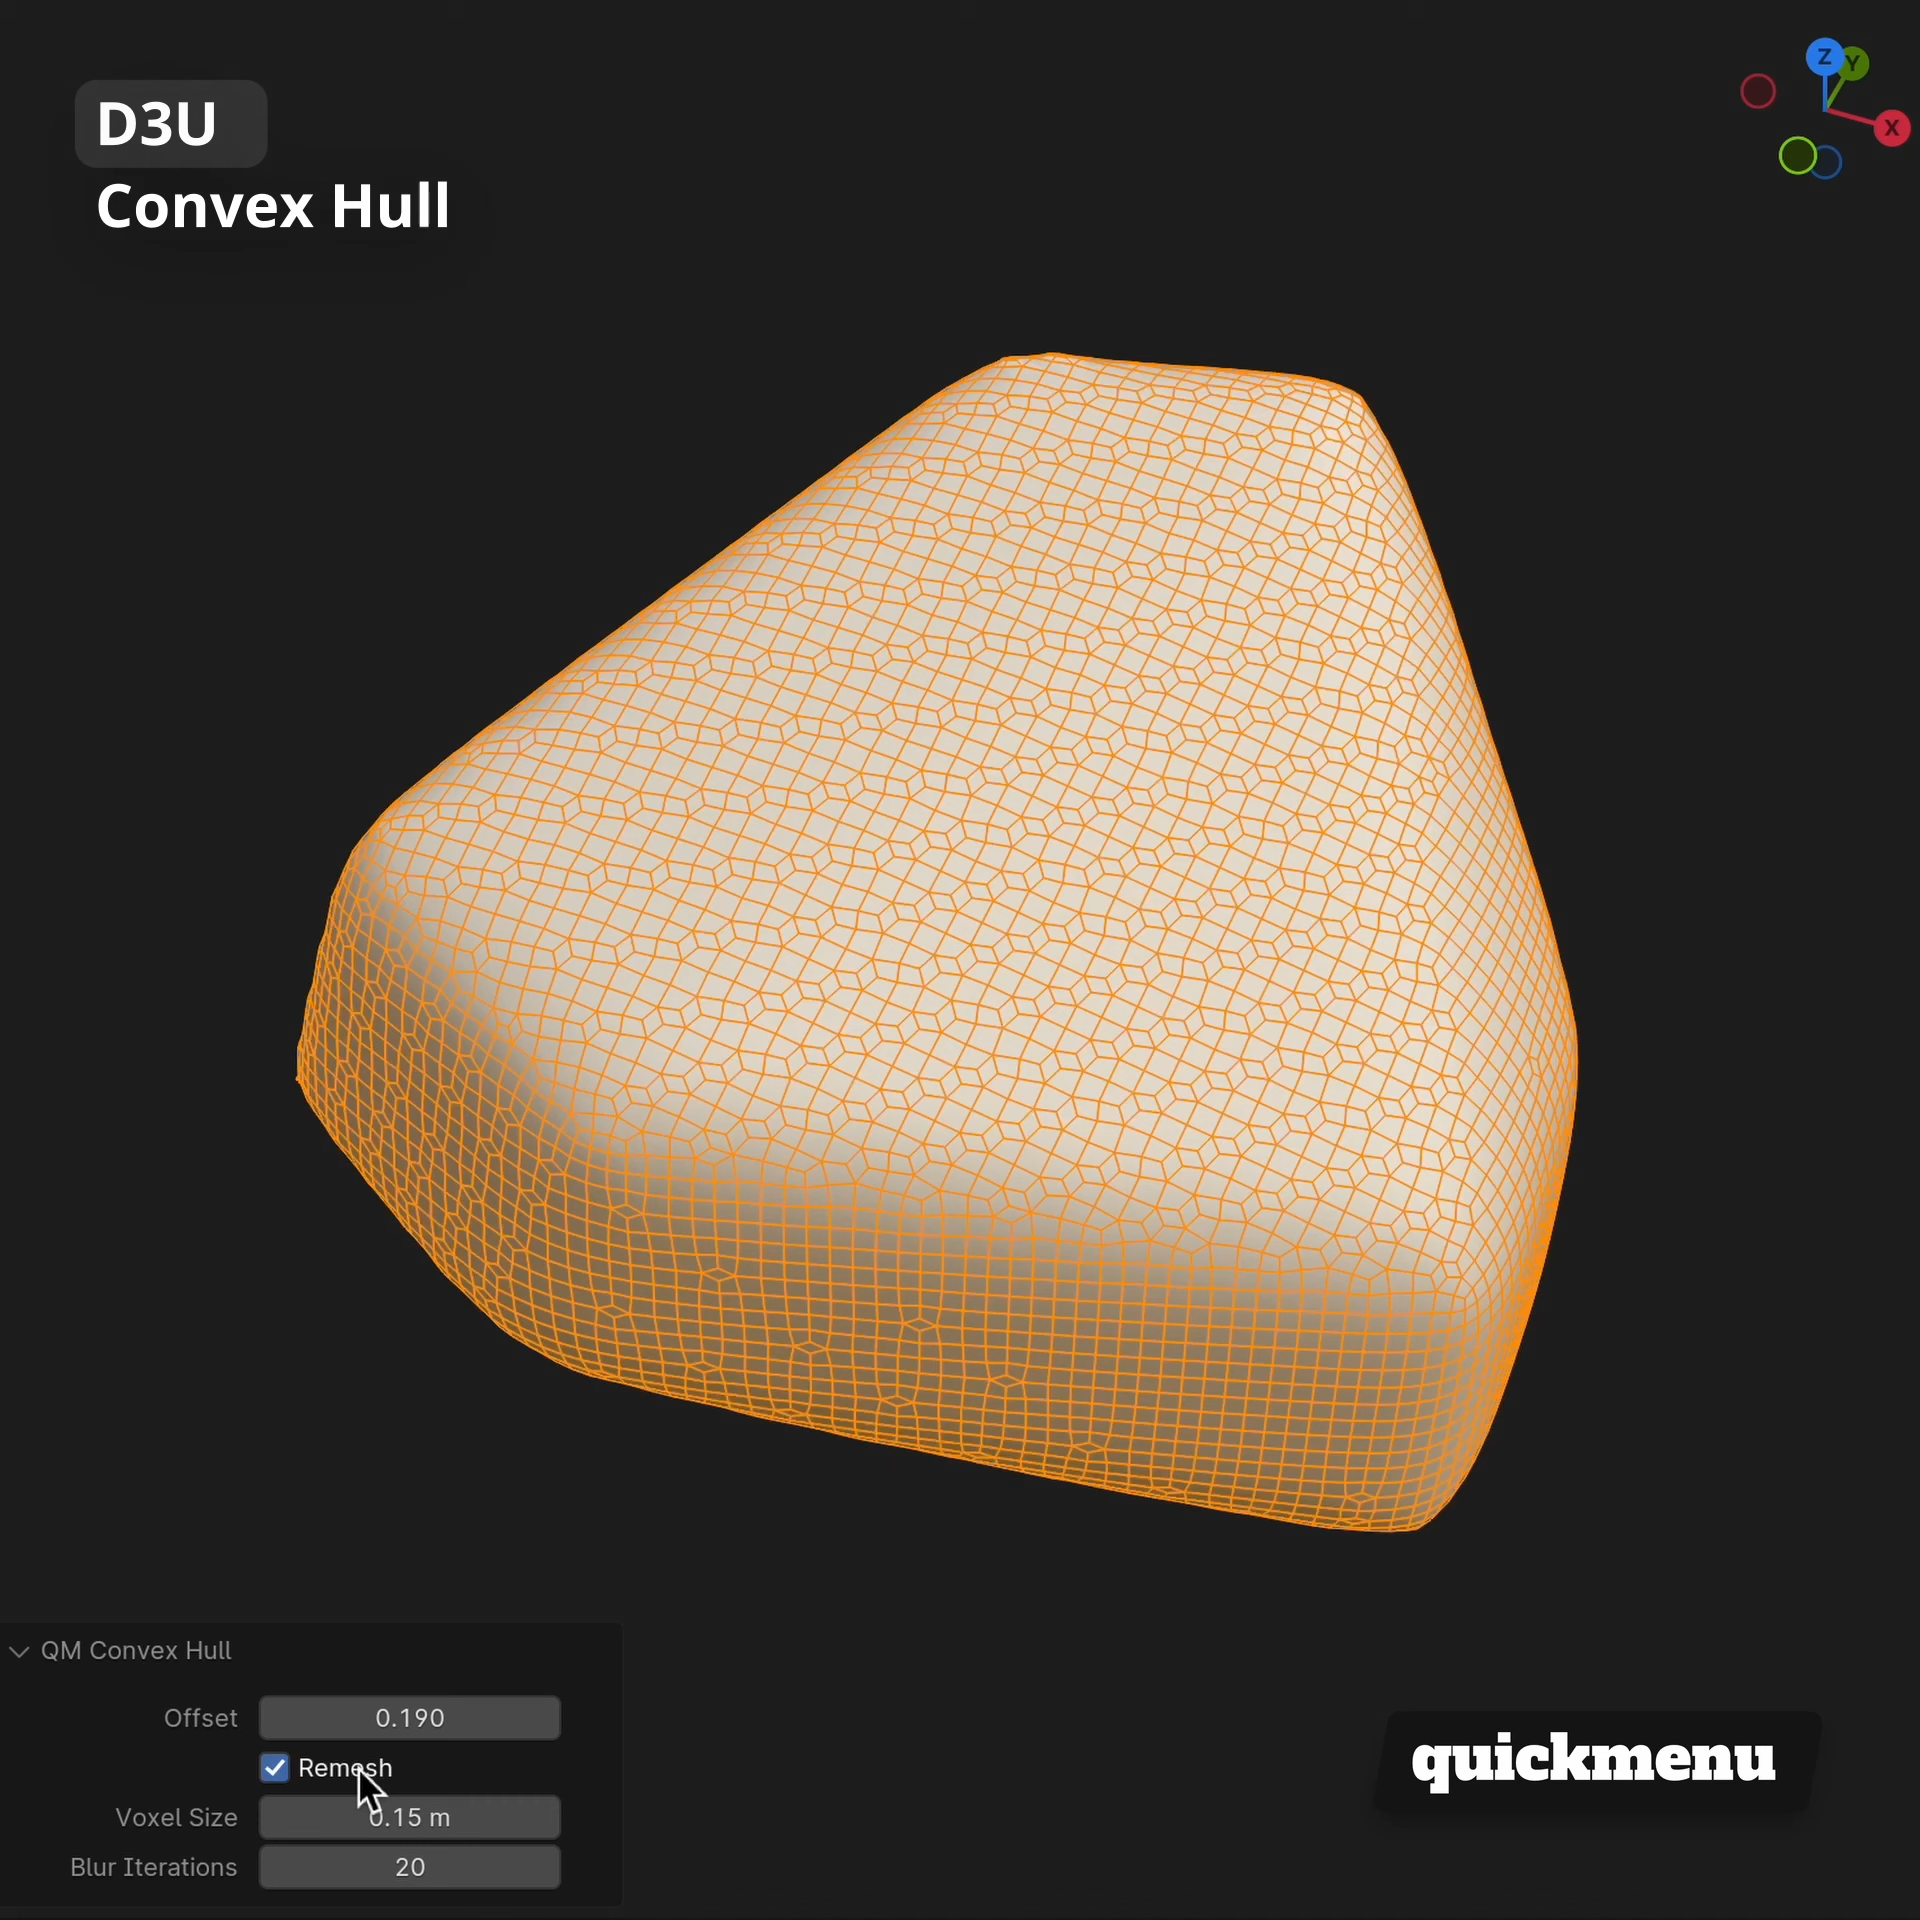 D3U
Convex Hull
Z
Y
X
QM Convex Hull
Offset 0.190
Remesh
Voxel Size 0.15 m
Blur Iterations 20
quickmenu